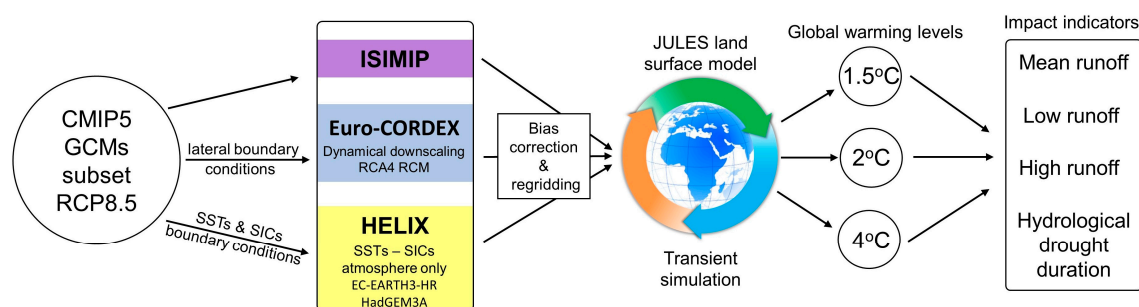 CMIP5
GCMs
subset
RCP8.5
lateral boundary
conditions
SSTs & SICs
boundary conditions
ISIMIP
Euro-CORDEX
Dynamical downscaling
RCA4 RCM
HELIX
SSTs – SICs
atmosphere only
EC-EARTH3-HR
HadGEM3A
Bias
correction
&
regridding
JULES land
surface model
Transient
simulation
Global warming levels
1.5°C
2°C
4°C
Impact indicators
Mean runoff
Low runoff
High runoff
Hydrological
drought
duration